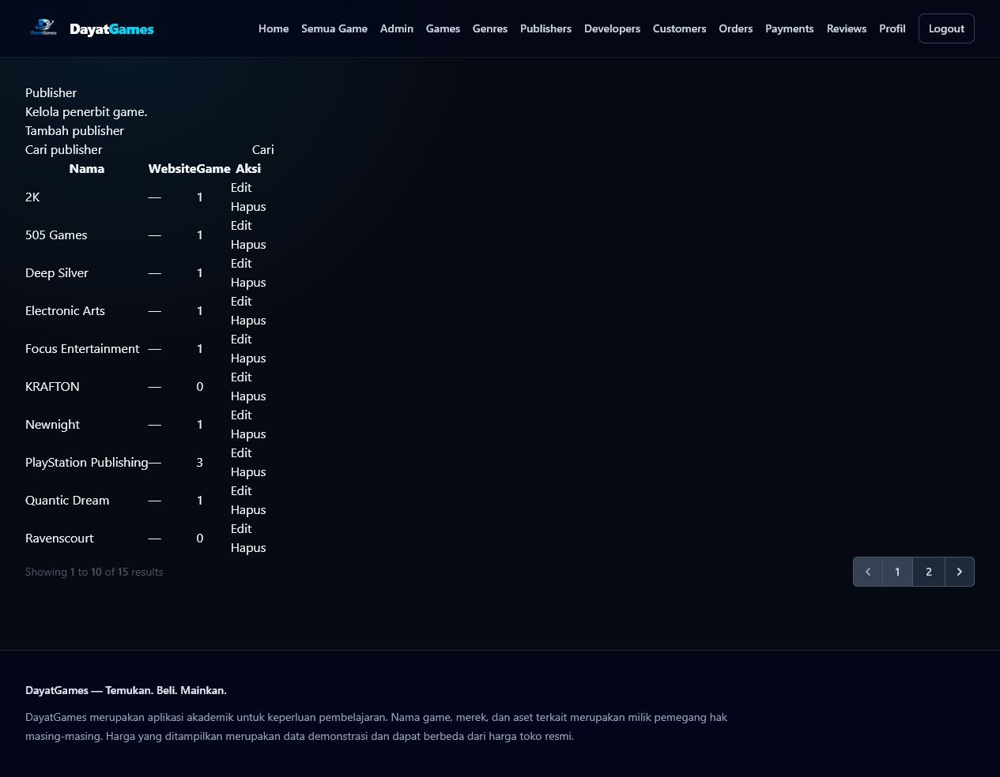 DayatGames
DayatGames Home Semua Game Admin Games Genres Publishers Developers Customers Orders Payments Reviews Profil Logout
Publisher
Kelola penerbit game.
Tambah publisher
Cari publisher Cari
Nama Website Game Aksi
2K — 1 Edit Hapus
505 Games — 1 Edit Hapus
Deep Silver — 1 Edit Hapus
Electronic Arts — 1 Edit Hapus
Focus Entertainment — 1 Edit Hapus
KRAFTON — 0 Edit Hapus
Newnight — 1 Edit Hapus
PlayStation Publishing — 3 Edit Hapus
Quantic Dream — 1 Edit Hapus
Ravenscourt — 0 Edit Hapus
Showing 1 to 10 of 15 results 1 2
DayatGames — Temukan. Beli. Mainkan.
DayatGames merupakan aplikasi akademik untuk keperluan pembelajaran. Nama game, merek, dan aset terkait merupakan milik pemegang hak
masing-masing. Harga yang ditampilkan merupakan data demonstrasi dan dapat berbeda dari harga toko resmi.